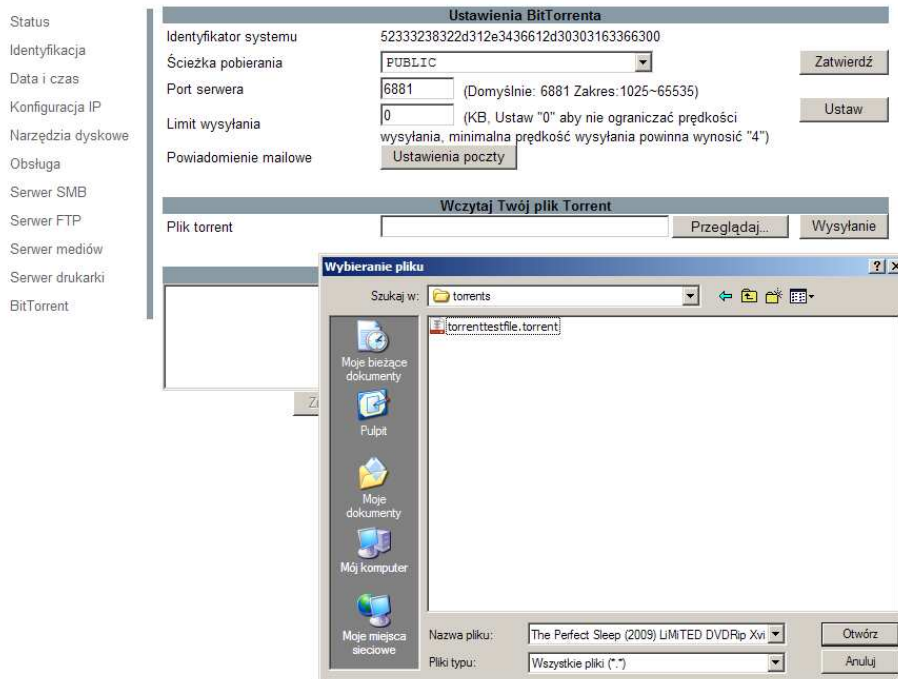 Status
Identyfikacja
Data i czas
Konfiguracja IP
Narzędzia dyskowe
Obsługa
Serwer SMB
Serwer FTP
Serwer mediów
Serwer drukarki
BitTorrent
Ustawienia BitTorrenta
Identyfikator systemu 52333238322d312e3436612d30303163366300
Ścieżka pobierania PUBLIC Zatwierdź
Port serwera 6881 (Domyślnie: 6881 Zakres:1025~65535)
Limit wysyłania 0 (KB, Ustaw "0" aby nie ograniczać prędkości Ustaw
wysyłania, minimalna prędkość wysyłania powinna wynosić "4")
Powiadomienie mailowe Ustawienia poczty
Wczytaj Twój plik Torrent
Plik torrent Przeglądaj... Wysyłanie
Wybieranie pliku
Szukaj w: torrents
torrenttestfile.torrent
Moje bieżące
dokumenty
Pulpit
Moje
dokumenty
Mój komputer
Moje miejsca
sieciowe
Nazwa pliku: The Perfect Sleep (2009) LiMiTED DVDRip Xvi Otwórz
Pliki typu: Wszystkie pliki (*.*) Anuluj